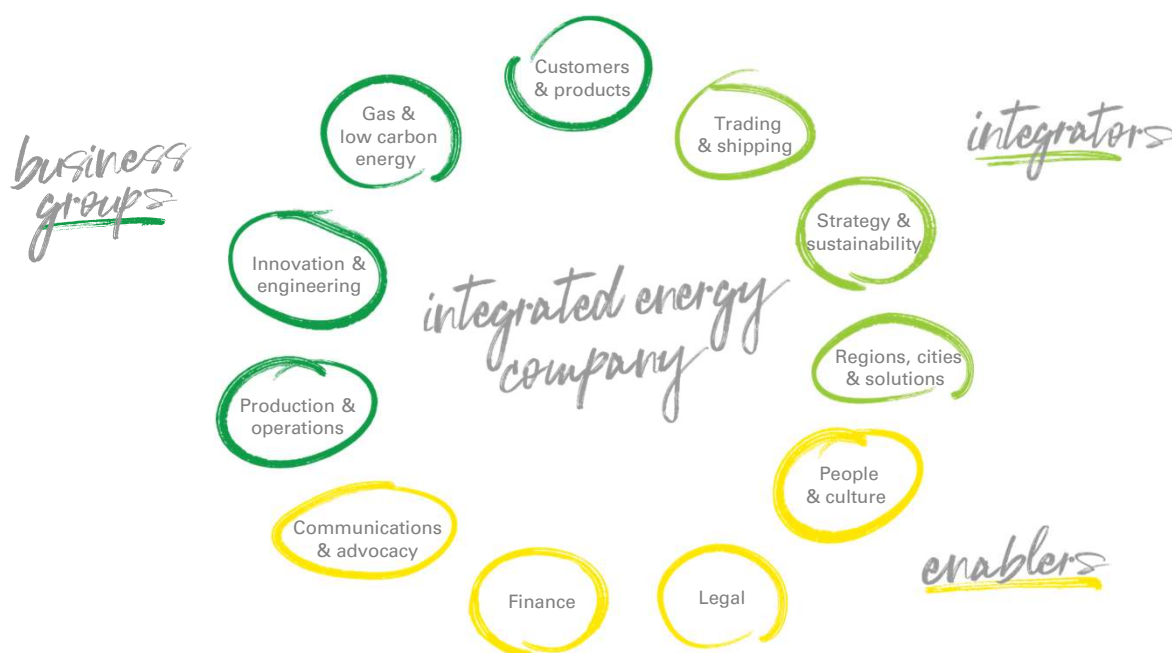 Customers
& products
Gas &
low carbon
energy
Trading
& shipping
integrators
business
groups
Strategy &
sustainability
Innovation &
engineering
integrated energy
company
Regions, cities
& solutions
Production &
operations
People
& culture
Communications
& advocacy
enablers
Finance
Legal